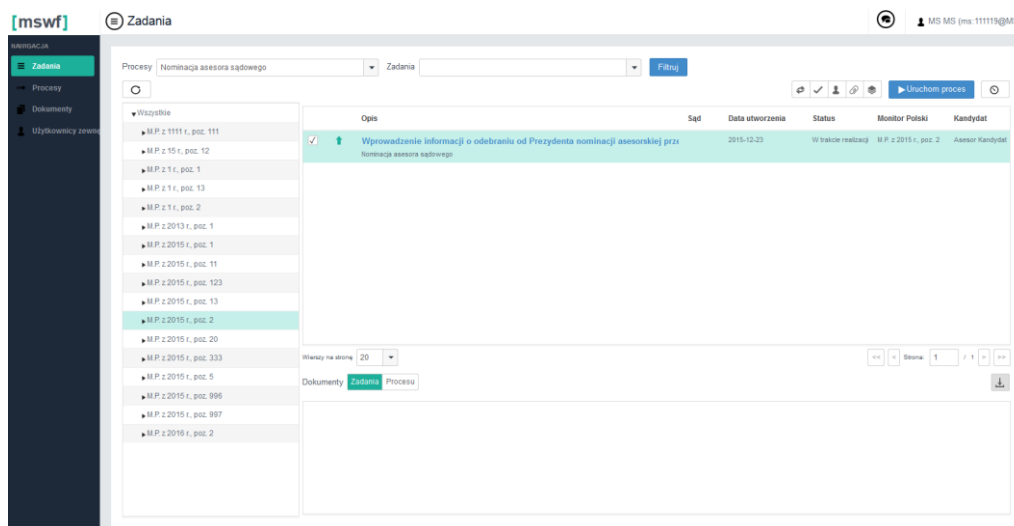 [mswf]
Zadania
MS MS (ms:111119@M
NAWIGACJA
Zadania
Procesy
Dokumenty
Użytkownicy zewnę
Procesy Nominacja asesora sądowego Zadania Filtruj
Uruchom proces
Wszystkie
M.P. z 1111 r., poz. 111
M.P. z 15 r., poz. 12
M.P. z 1 r., poz. 1
M.P. z 1 r., poz. 13
M.P. z 1 r., poz. 2
M.P. z 2013 r., poz. 1
M.P. z 2015 r., poz. 1
M.P. z 2015 r., poz. 11
M.P. z 2015 r., poz. 123
M.P. z 2015 r., poz. 13
M.P. z 2015 r., poz. 2
M.P. z 2015 r., poz. 20
M.P. z 2015 r., poz. 333
M.P. z 2015 r., poz. 5
M.P. z 2015 r., poz. 996
M.P. z 2015 r., poz. 997
M.P. z 2016 r., poz. 2
Opis Sąd Data utworzenia Status Monitor Polski Kandydat
Wprowadzenie informacji o odebraniu od Prezydenta nominacji asesorskiej prze 2015-12-23 W trakcie realizacji M.P. z 2015 r., poz. 2 Asesor Kandydat
Nominacja asesora sądowego
Wierszy na stronę 20 << < Strona: 1 / 1 > >>
Dokumenty Zadania Procesu